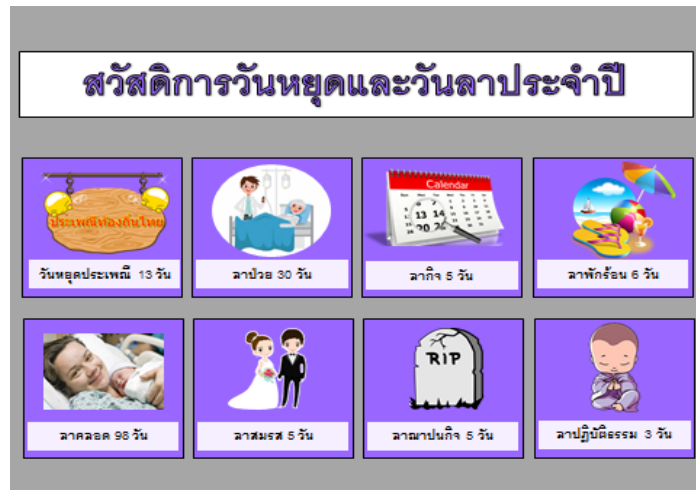 สวัสดิการวันหยุดและวันลาประจำปี
ประเพณีท้องถิ่นไทย
วันหยุดประเพณี 13 วัน
ลาป่วย 30 วัน
Calendar
13 14
20
ลากิจ 5 วัน
ลาพักร้อน 6 วัน
ลาคลอด 98 วัน
ลาสมรส 5 วัน
RIP
ลาฌาปนกิจ 5 วัน
ลาปฏิบัติธรรม 3 วัน